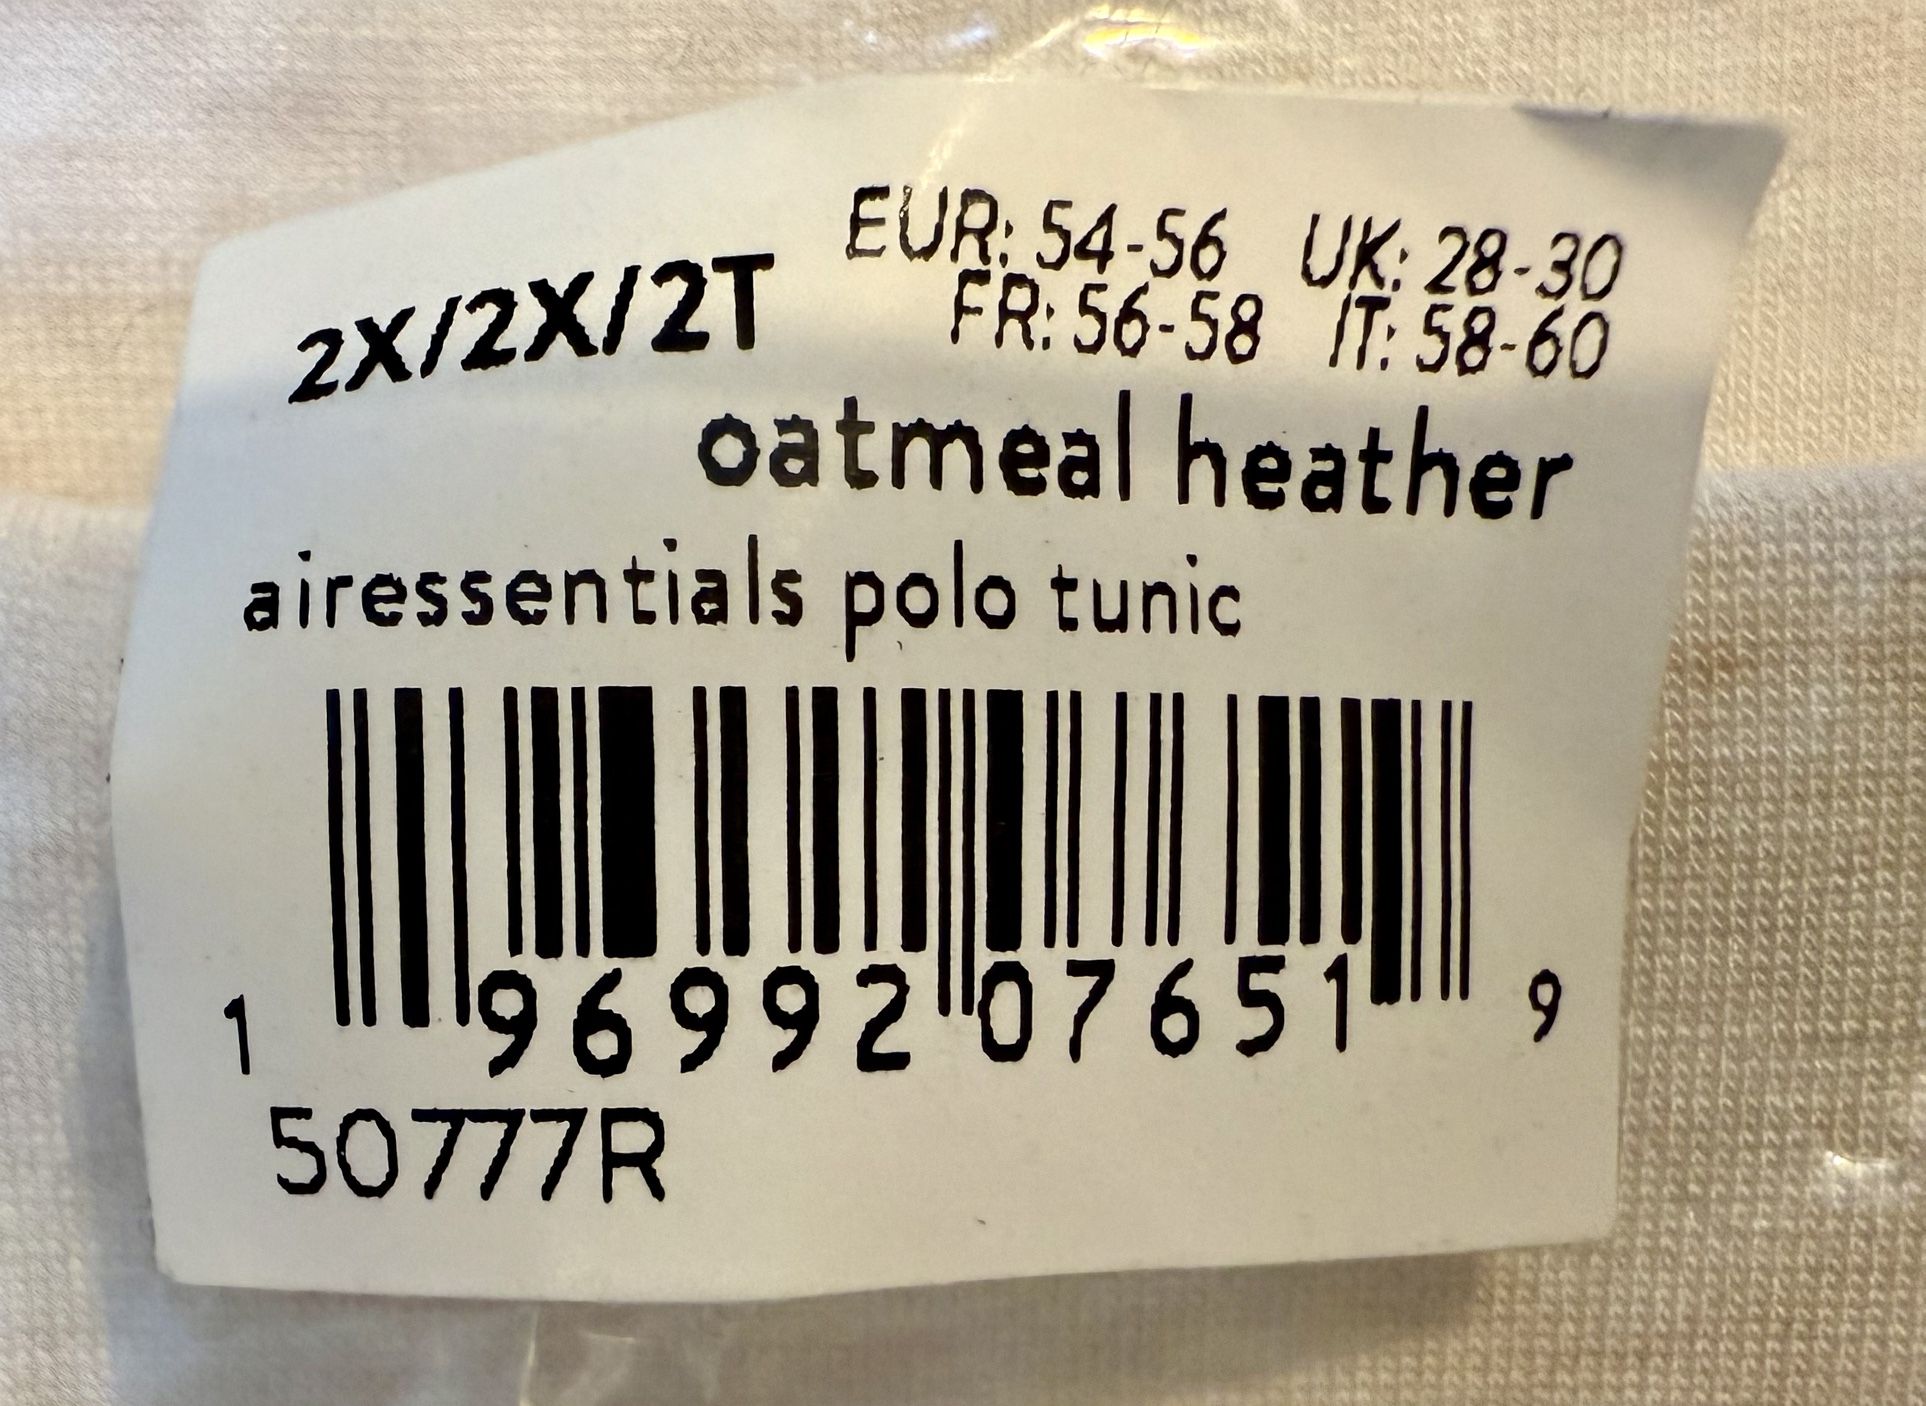 2X/2X/2T
EUR: 54-56 UK: 28-30
FR: 56-58 IT: 58-60
oatmeal heather
airessentials polo tunic
1 96992 07651 9
50777R